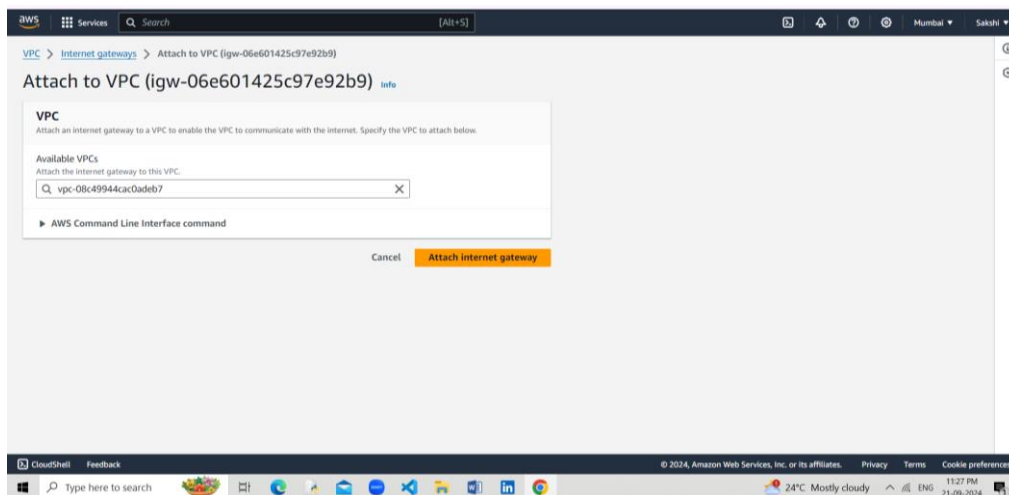 aws Services Search [Alt+S] Mumbai ▼ Sakshi ▼
VPC > Internet gateways > Attach to VPC (igw-06e601425c97e92b9)
Attach to VPC (igw-06e601425c97e92b9) Info
VPC
Attach an internet gateway to a VPC to enable the VPC to communicate with the internet. Specify the VPC to attach below.
Available VPCs
Attach the internet gateway to this VPC.
vpc-08c49944cac0adeb7
AWS Command Line Interface command
Cancel Attach internet gateway
CloudShell Feedback © 2024, Amazon Web Services, Inc. or its affiliates. Privacy Terms Cookie preferences
Type here to search 24°C Mostly cloudy ENG 11:27 PM
21-09-2024